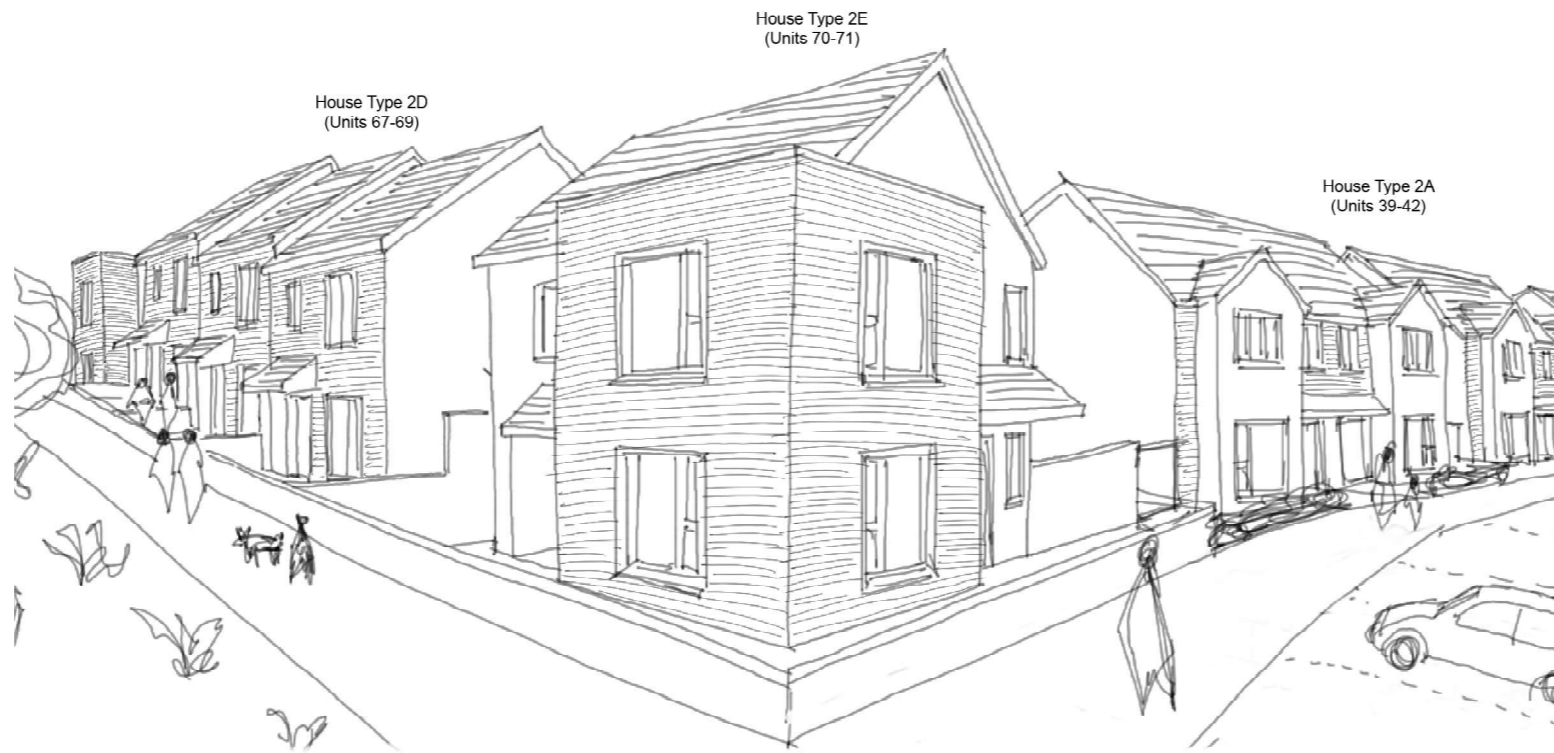 House Type 2E
(Units 70-71)
House Type 2D
(Units 67-69)
House Type 2A
(Units 39-42)